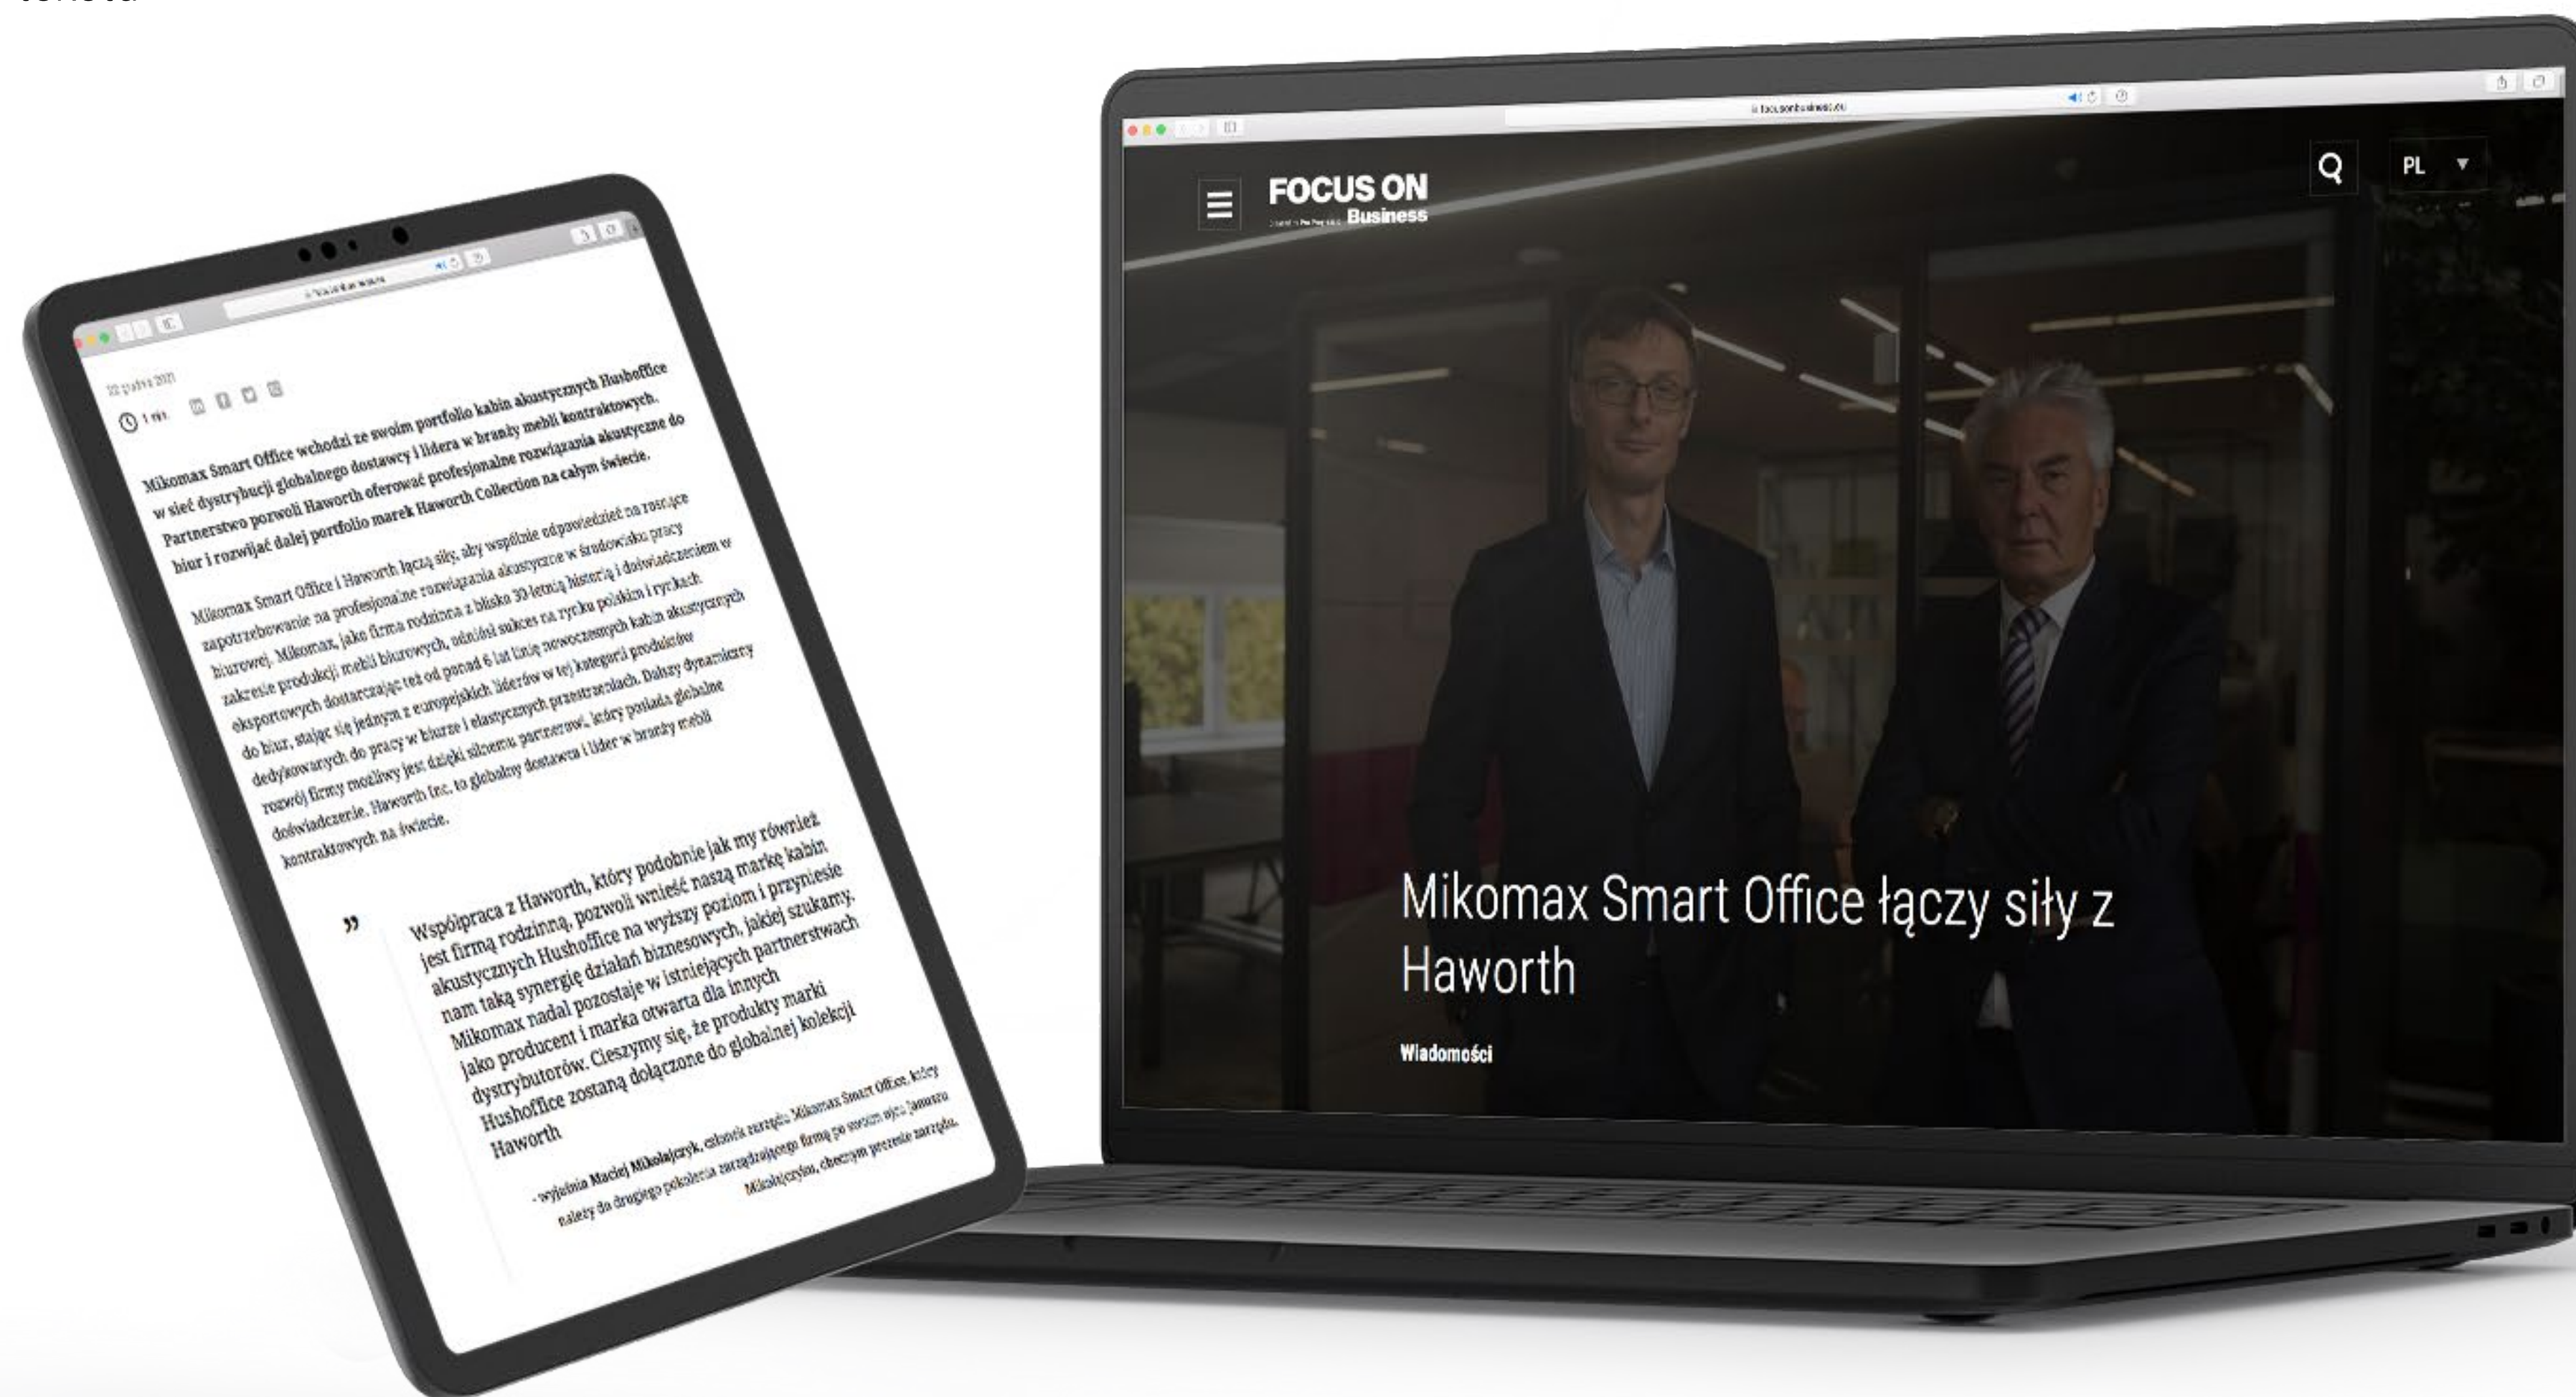 22 grudnia 2021
1 min.
Mikomax Smart Office wchodzi ze swoim portfolio kabin akustycznych Hushoffice
w sieć dystrybucji globalnego dostawcy i lidera w branży mebli kontraktowych.
Partnerstwo pozwoli Haworth oferować profesjonalne rozwiązania akustyczne do
biur i rozwijać dalej portfolio marek Haworth Collection na całym świecie.
Mikomax Smart Office i Haworth łączą siły, aby wspólnie odpowiedzieć na rosnące
zapotrzebowanie na profesjonalne rozwiązania akustyczne w środowisku pracy
biurowej. Mikomax, jako firma rodzinna z blisko 30-letnią historią i doświadczeniem w
zakresie produkcji mebli biurowych, odniósł sukces na rynku polskim i rynkach
eksportowych dostarczając też od ponad 6 lat linię nowoczesnych kabin akustycznych
do biur, stając się jednym z europejskich liderów w tej kategorii produktów
dedykowanych do pracy w biurze i elastycznych przestrzeniach. Dalszy dynamiczny
rozwój firmy możliwy jest dzięki silnemu partnerowi, który posiada globalne
doświadczenie. Haworth Inc. to globalny dostawca i lider w branży mebli
kontraktowych na świecie.
”
Współpraca z Haworth, który podobnie jak my również
jest firmą rodzinną, pozwoli wnieść naszą markę kabin
akustycznych Hushoffice na wyższy poziom i przyniesie
nam taką synergię działań biznesowych, jakiej szukamy.
Mikomax nadal pozostaje w istniejących partnerstwach
jako producent i marka otwarta dla innych
dystrybutorów. Cieszymy się, że produkty marki
Hushoffice zostaną dołączone do globalnej kolekcji
Haworth
- wyjaśnia Maciej Mikołajczyk, członek zarządu Mikomax Smart Office, który
należy do drugiego pokolenia zarządzającego firmą po swoim ojcu Januszu
Mikołajczyku, obecnym prezesie zarządu.
focusonbusiness.eu
FOCUS ON
Business
PL
Mikomax Smart Office łączy siły z
Haworth
Wiadomości